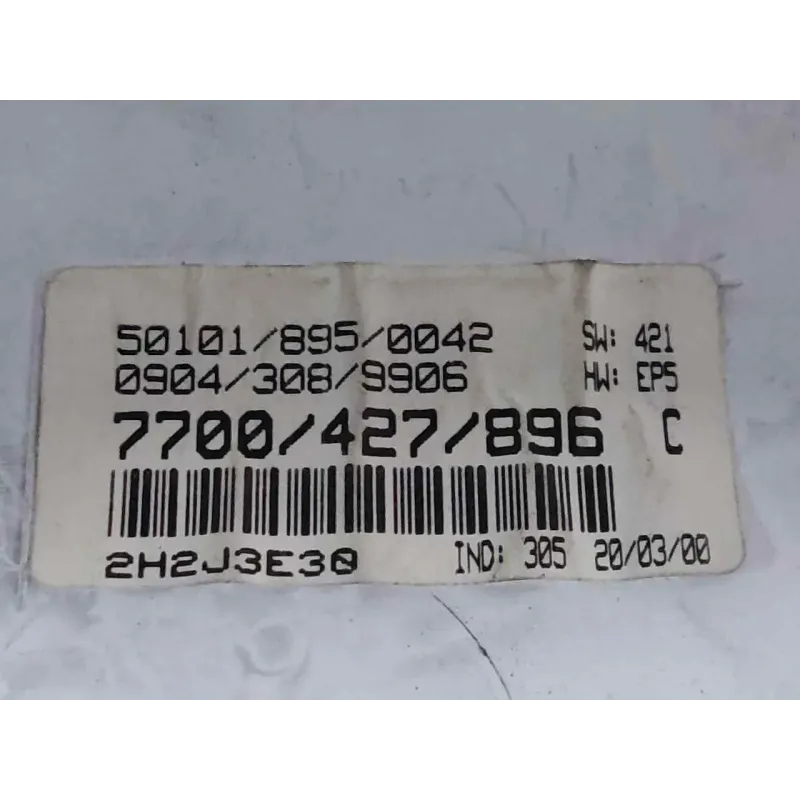 50101/895/0042 SW: 421
0904/308/9906 HW: EP5
7700/427/896 C
2H2J3E30 IND: 305 20/03/00